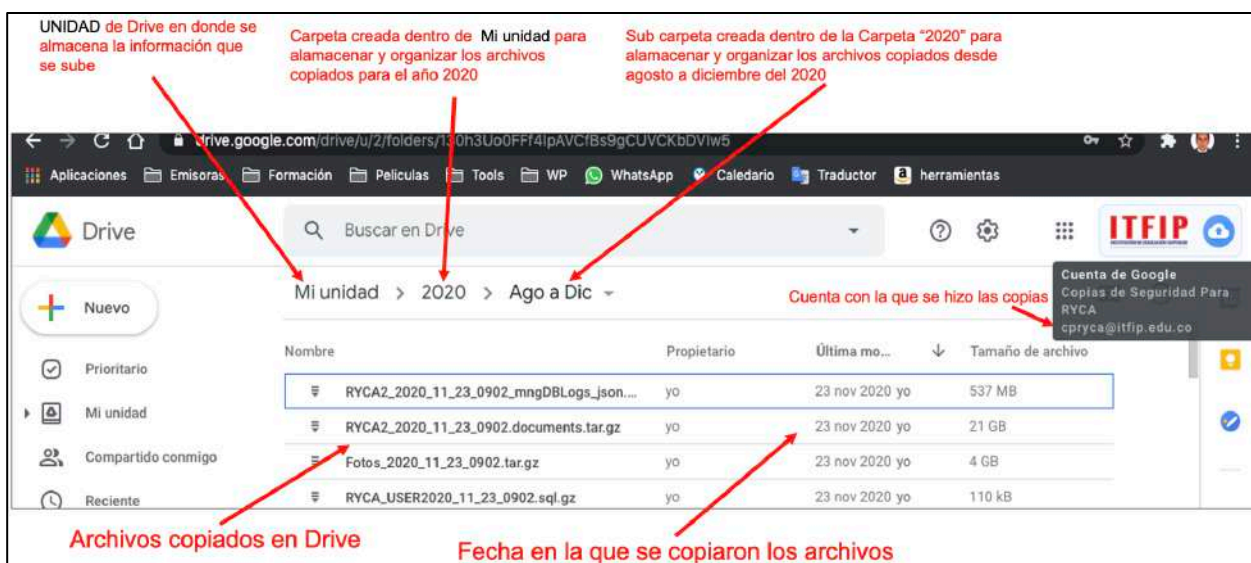 UNIDAD de Drive en donde se
almacena la información que
se sube
Carpeta creada dentro de Mi unidad para
alamacenar y organizar los archivos
copiados para el año 2020
Sub carpeta creada dentro de la Carpeta “2020” para
alamacenar y organizar los archivos copiados desde
agosto a diciembre del 2020
drive.google.com/drive/u/2/folders/
Aplicaciones Emisoras Formación Peliculas Tools WP WhatsApp Caledario Traductor herramientas
Drive
Buscar en Drive
ITFIP
Cuenta de Google
Copias de Seguridad Para
RYCA
cpryca@itfip.edu.co
Nuevo
Mi unidad > 2020 > Ago a Dic
Cuenta con la que se hizo las copias
Nombre Propietario Última mo... Tamaño de archivo
Prioritario
Mi unidad
Compartido conmigo
Reciente
RYCA2_2020_11_23_0902_mngDBLogs_json.... yo 23 nov 2020 yo 537 MB
RYCA2_2020_11_23_0902.documents.tar.gz yo 23 nov 2020 yo 21 GB
Fotos_2020_11_23_0902.tar.gz yo 23 nov 2020 yo 4 GB
RYCA_USER2020_11_23_0902.sql.gz yo 23 nov 2020 yo 110 kB
Archivos copiados en Drive
Fecha en la que se copiaron los archivos